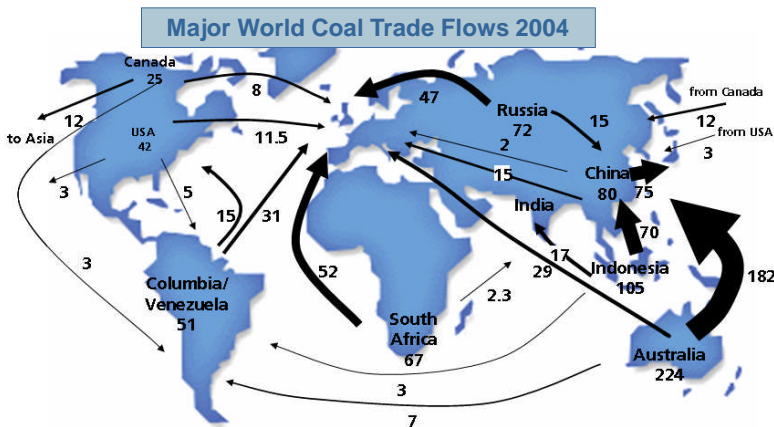 Major World Coal Trade Flows 2004
Canada
25
8
47
Russia
72
15
from Canada
12
from USA
3
12
to Asia
USA
42
11.5
2
China
80
75
3
5
15
31
15
India
70
17
29
Indonesia
105
182
3
Columbia/
Venezuela
51
52
2.3
South
Africa
67
Australia
224
3
7